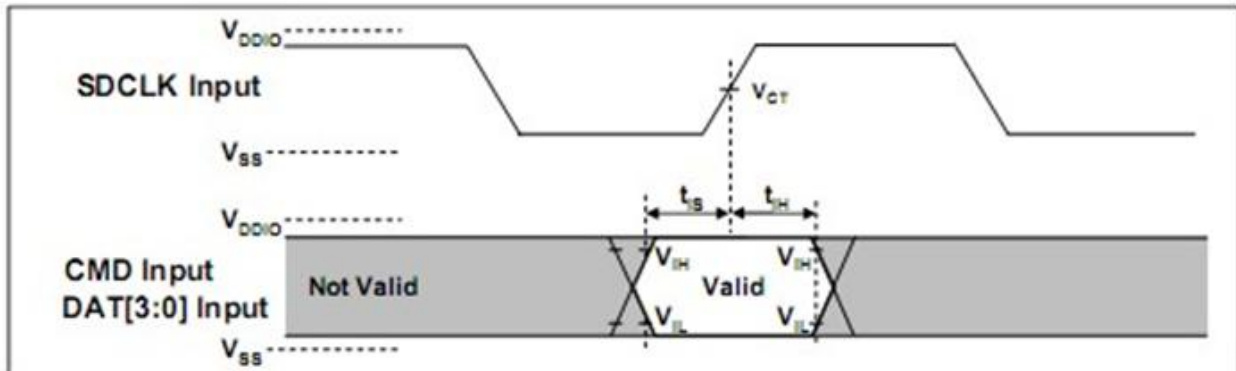 VDDIO
SDCLK Input
VCT
VSS
tIS tIH
VDDIO
VIH VIH
CMD Input
Not Valid Valid
DAT[3:0] Input
VIL VIL
VSS